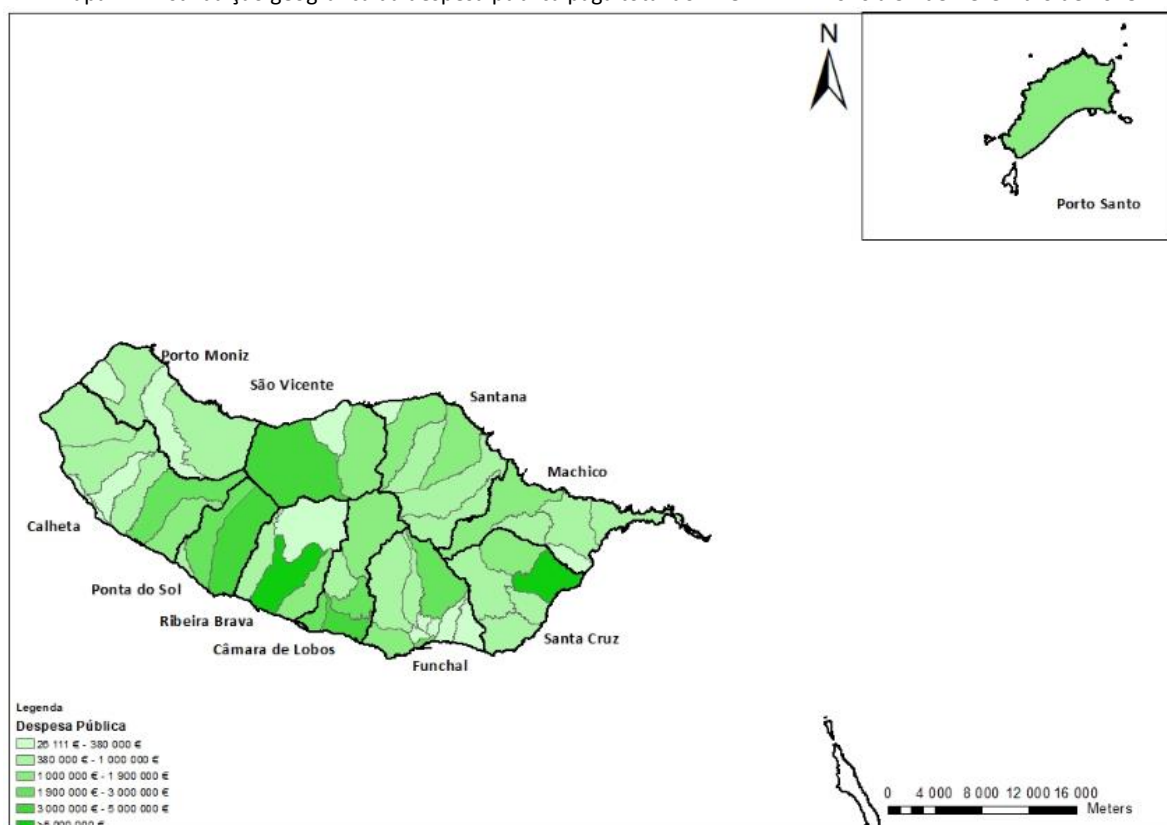 N
Porto Santo
Porto Moniz
São Vicente
Santana
Machico
Calheta
Ponta do Sol
Ribeira Brava
Câmara de Lobos
Funchal
Santa Cruz
Legenda
Despesa Pública
26 111 € - 380 000 €
380 000 € - 1 000 000 €
1 000 000 € - 1 900 000 €
1 900 000 € - 3 000 000 €
3 000 000 € - 5 000 000 €
0 4 000 8 000 12 000 16 000
Meters